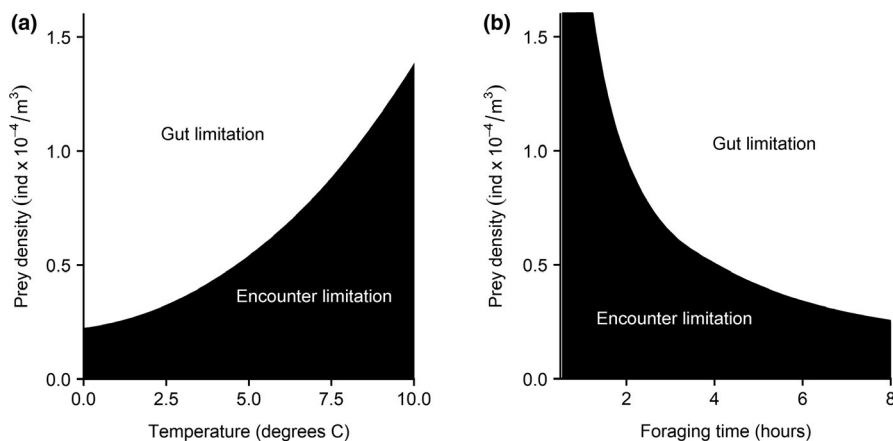 (a)
Prey density (ind x 10⁻⁴/m³)
1.5
1.0
0.5
0.0
Gut limitation
Encounter limitation
0.0 2.5 5.0 7.5 10.0
Temperature (degrees C)
(b)
Prey density (ind x 10⁻⁴/m³)
1.5
1.0
0.5
0.0
Gut limitation
Encounter limitation
2 4 6 8
Foraging time (hours)